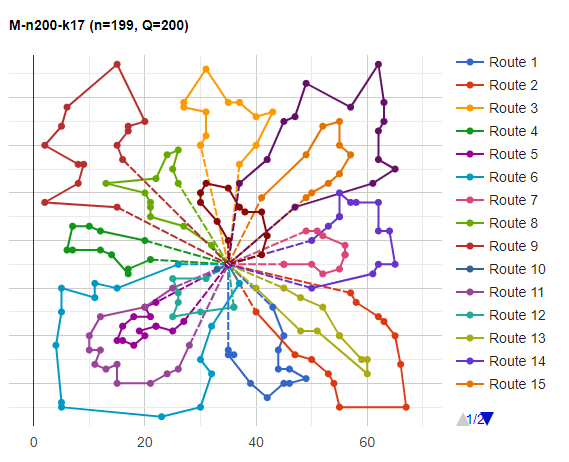 M-n200-k17 (n=199, Q=200)
Route 1
Route 2
Route 3
Route 4
Route 5
Route 6
Route 7
Route 8
Route 9
Route 10
Route 11
Route 12
Route 13
Route 14
Route 15
1/2
0 20 40 60